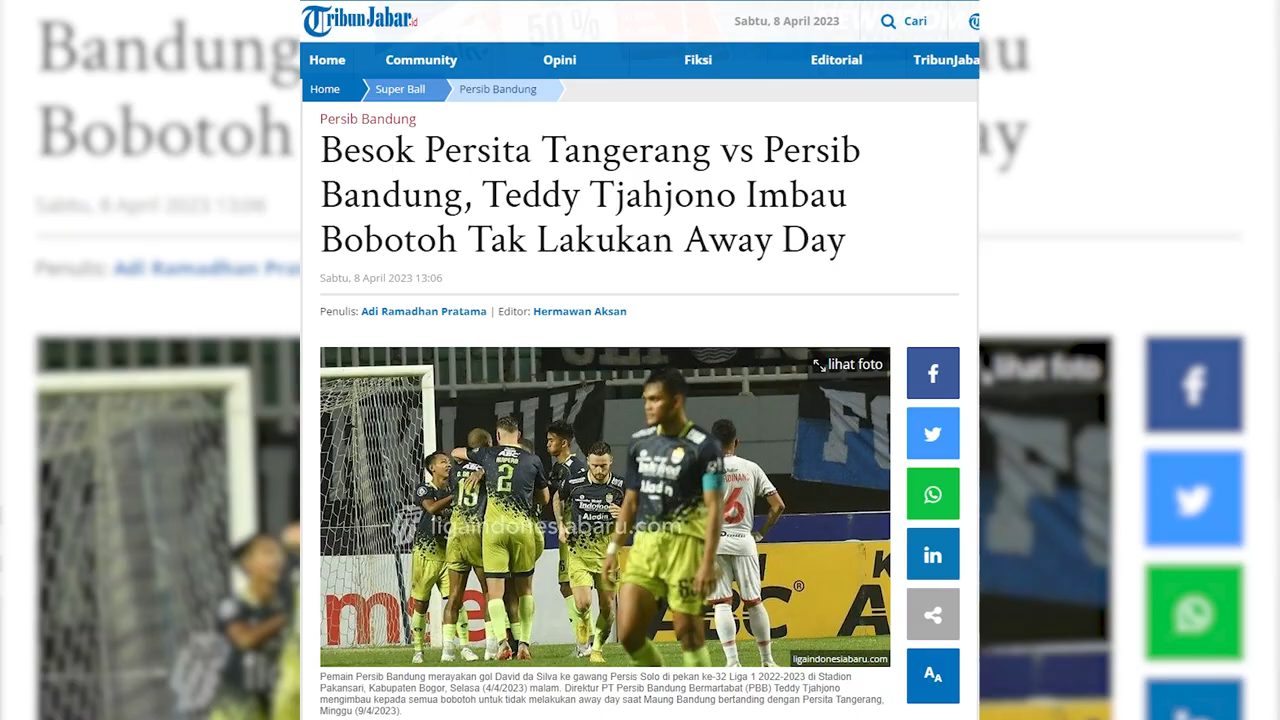 TribunJabar.id
Sabtu, 8 April 2023
Cari
Home Community Opini Fiksi Editorial TribunJaba
Home Super Ball Persib Bandung
Persib Bandung
Besok Persita Tangerang vs Persib
Bandung, Teddy Tjahjono Imbau
Bobotoh Tak Lakukan Away Day
Sabtu, 8 April 2023 13:06
Penulis: Adi Ramadhan Pratama | Editor: Hermawan Aksan
lihat foto
ligaindonesiabaru.com
ligaindonesiabaru.com
Pemain Persib Bandung merayakan gol David da Silva ke gawang Persis Solo di pekan ke-32 Liga 1 2022-2023 di Stadion
Pakansari, Kabupaten Bogor, Selasa (4/4/2023) malam. Direktur PT Persib Bandung Bermartabat (PBB) Teddy Tjahjono
mengimbau kepada semua bobotoh untuk tidak melakukan away day saat Maung Bandung bertanding dengan Persita Tangerang,
Minggu (9/4/2023).